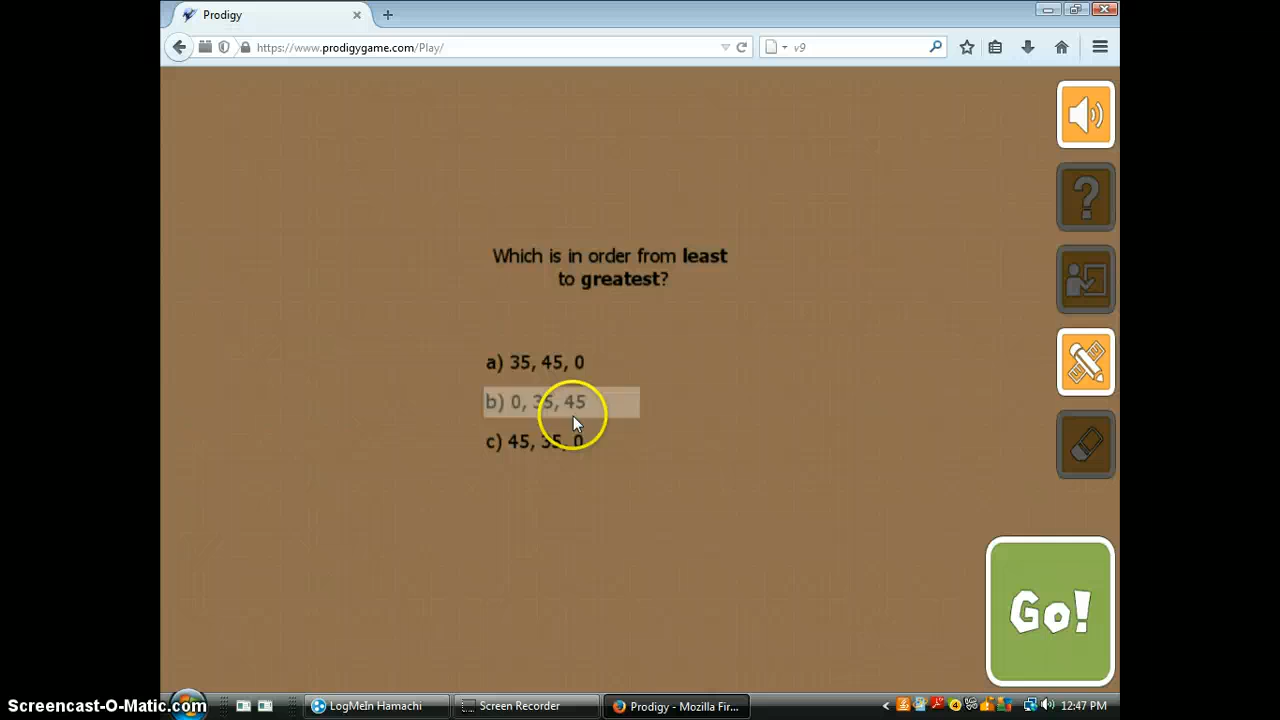 Prodigy
https://www.prodigygame.com/Play/
v9
Which is in order from least
to greatest?
a) 35, 45, 0
b) 0, 35, 45
c) 45, 35, 0
Go!
Screencast-O-Matic.com
LogMeIn Hamachi
Screen Recorder
Prodigy - Mozilla Fir...
12:47 PM